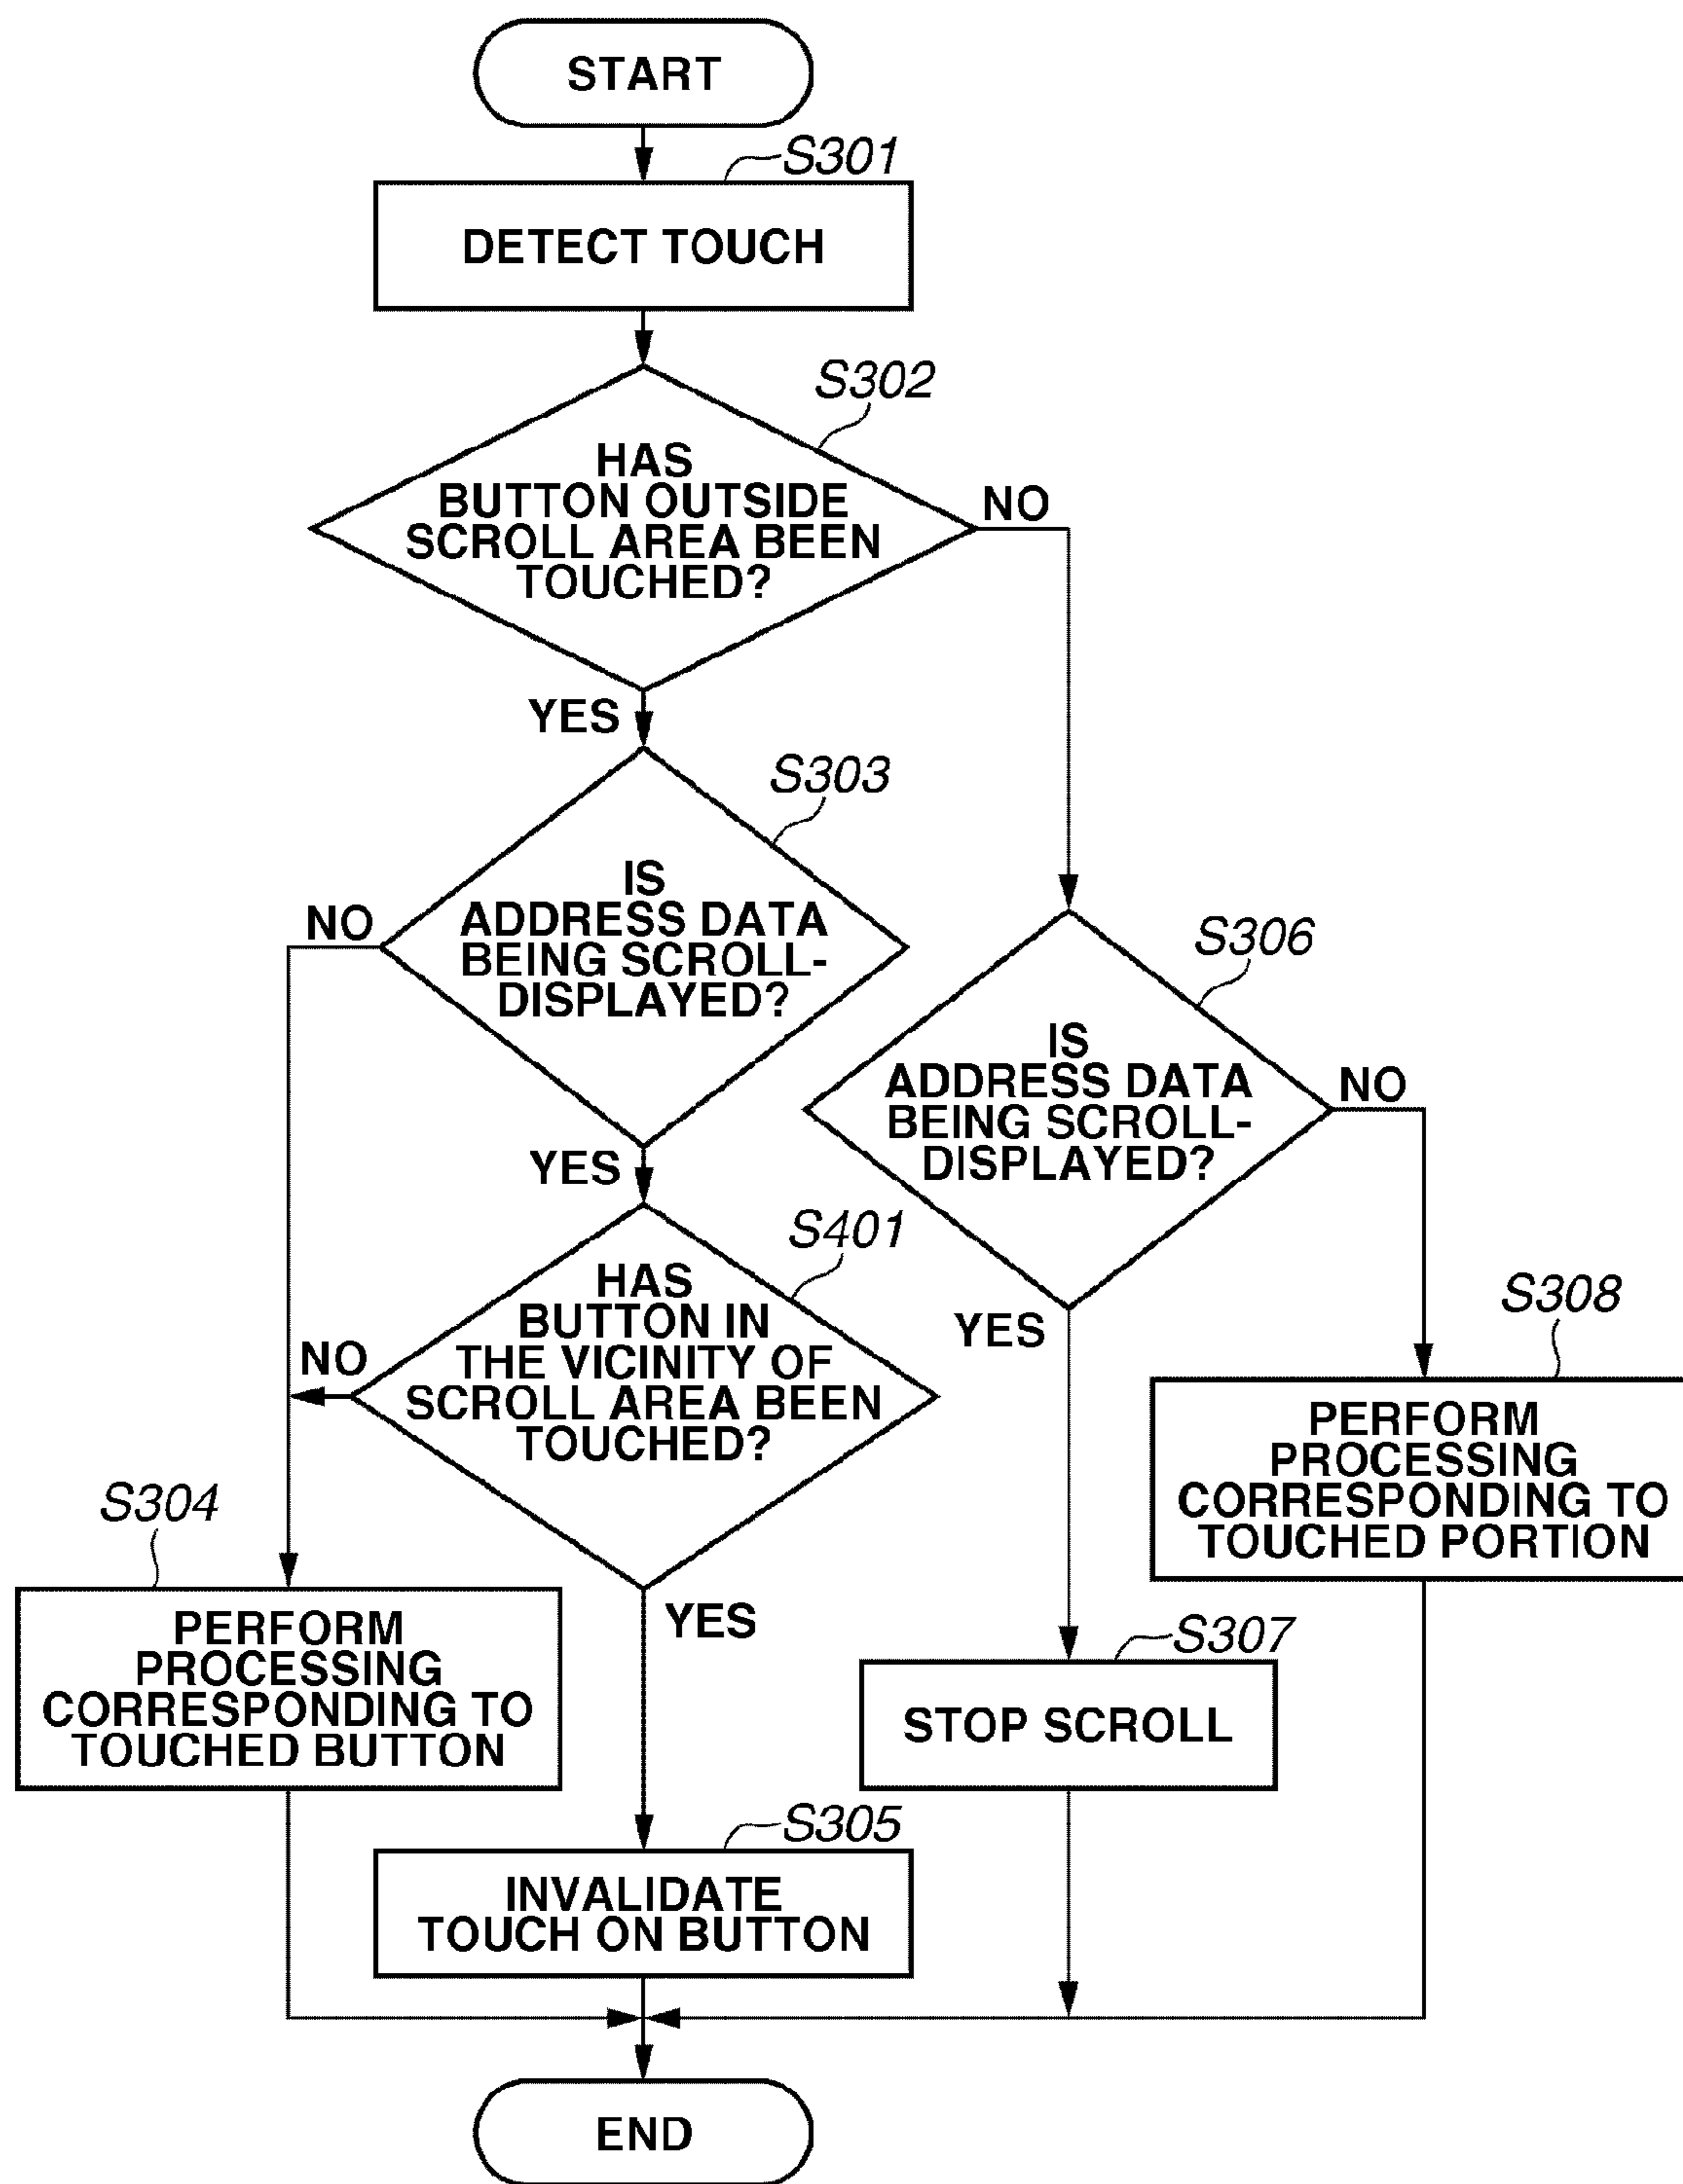 START
S301
DETECT TOUCH
S302
HAS
BUTTON OUTSIDE
SCROLL AREA BEEN
TOUCHED?
NO
YES
S303
IS
ADDRESS DATA
BEING SCROLL-
DISPLAYED?
NO
YES
S306
IS
ADDRESS DATA
BEING SCROLL-
DISPLAYED?
NO
YES
S401
HAS
BUTTON IN
THE VICINITY OF
SCROLL AREA BEEN
TOUCHED?
NO
YES
S308
PERFORM
PROCESSING
CORRESPONDING TO
TOUCHED PORTION
S304
PERFORM
PROCESSING
CORRESPONDING TO
TOUCHED BUTTON
S307
STOP SCROLL
S305
INVALIDATE
TOUCH ON BUTTON
END